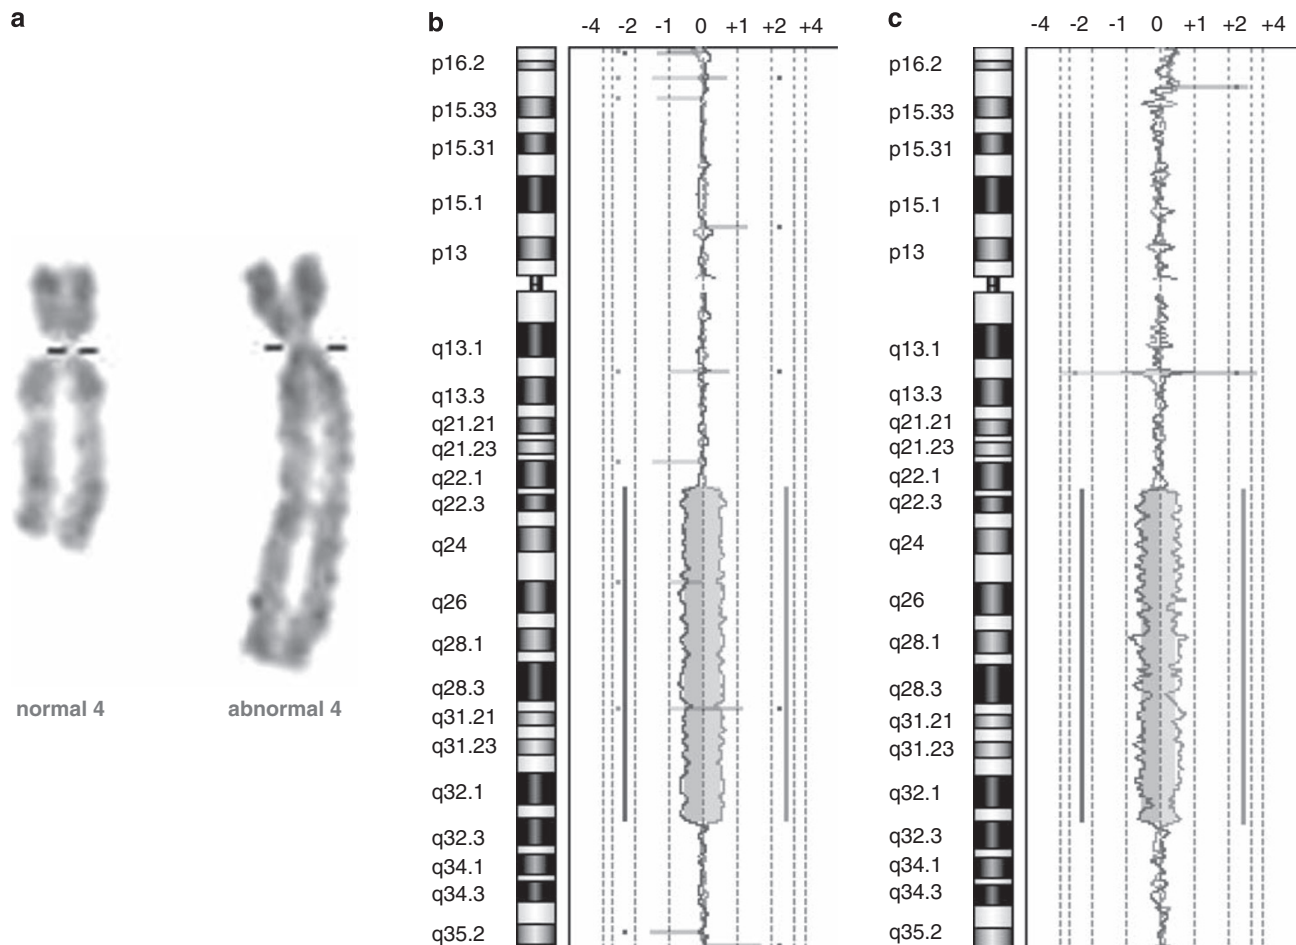 a
normal 4
abnormal 4
b
-4 -2 -1 0 +1 +2 +4
p16.2
p15.33
p15.31
p15.1
p13
q13.1
q13.3
q21.21
q21.23
q22.1
q22.3
q24
q26
q28.1
q28.3
q31.21
q31.23
q32.1
q32.3
q34.1
q34.3
q35.2
c
-4 -2 -1 0 +1 +2 +4
p16.2
p15.33
p15.31
p15.1
p13
q13.1
q13.3
q21.21
q21.23
q22.1
q22.3
q24
q26
q28.1
q28.3
q31.21
q31.23
q32.1
q32.3
q34.1
q34.3
q35.2